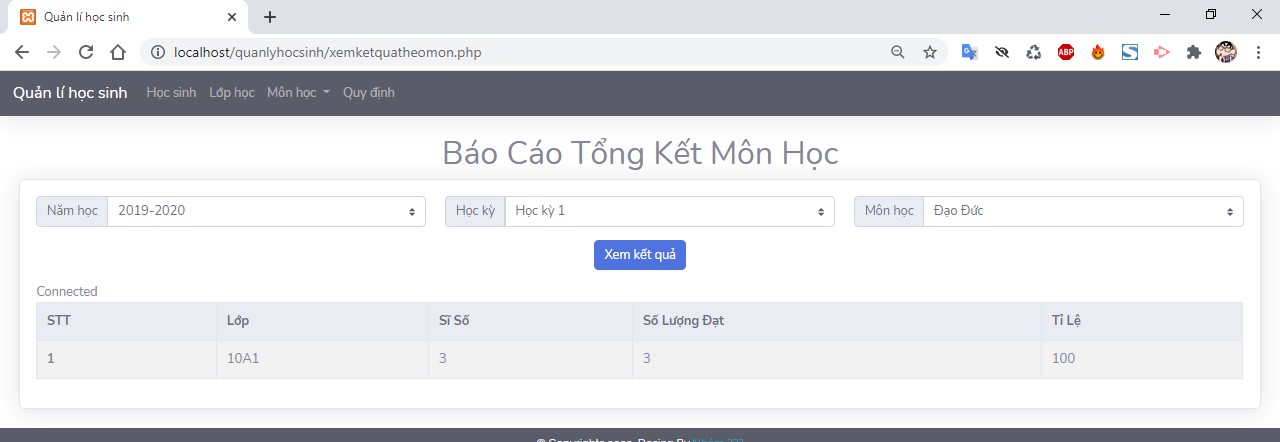 Quản lí học sinh
localhost/quanlyhocsinh/xemketquatheomon.php
ABP
Quản lí học sinh Học sinh Lớp học Môn học Quy định
Báo Cáo Tổng Kết Môn Học
Năm học 2019-2020 Học kỳ Học kỳ 1 Môn học Đạo Đức
Xem kết quả
Connected
STT Lớp Sĩ Số Số Lượng Đạt Tỉ Lệ
1 10A1 3 3 100